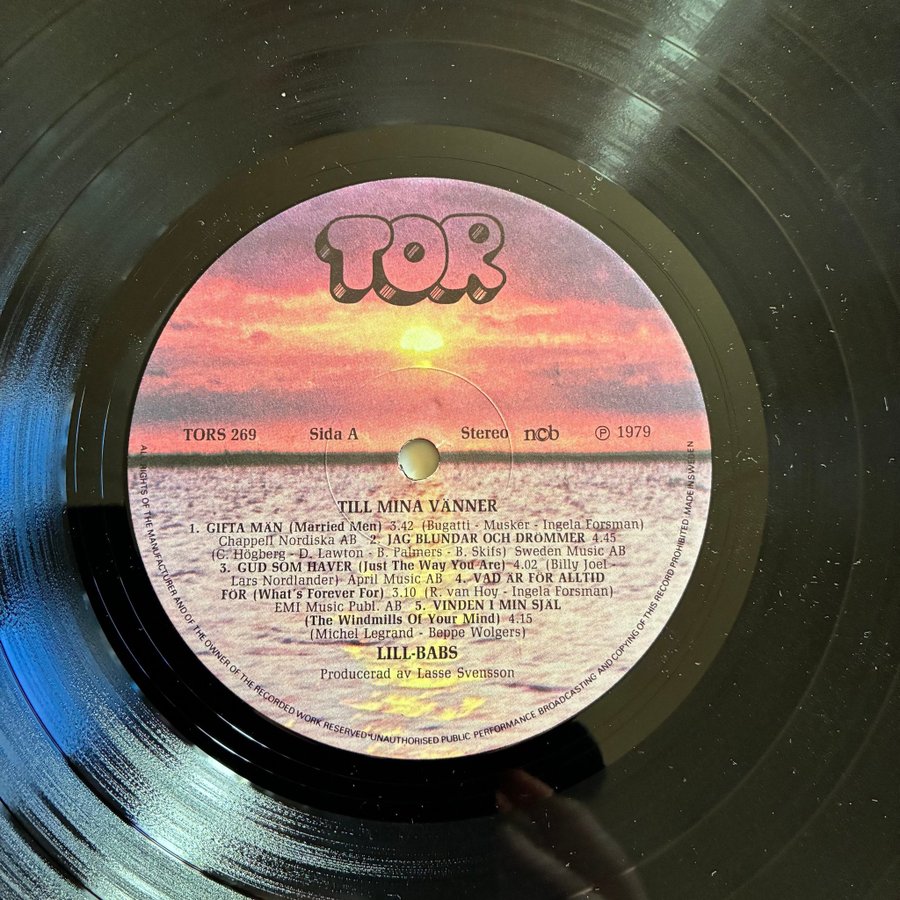 TOR
TORS 269 Sida A Stereo ncb ℗ 1979
TILL MINA VÄNNER
1. GIFTA MÄN (Married Men) 3.42 (Bugatti - Musker - Ingela Forsman)
Chappell Nordiska AB 2. JAG BLUNDAR OCH DRÖMMER 4.45
(C. Högberg - D. Lawton - B. Palmers - B. Skifs) Sweden Music AB
3. GUD SOM HAVER (Just The Way You Are) 4.02 (Billy Joel
Lars Nordlander) April Music AB 4. VAD ÄR FÖR ALLTID
FÖR (What's Forever For) 3.10 (R. van Hoy - Ingela Forsman)
EMI Music Publ. AB 5. VINDEN I MIN SJÄL
(The Windmills Of Your Mind) 4.15
(Michel Legrand - Beppe Wolgers)
LILL-BABS
Producerad av Lasse Svensson
ALL RIGHTS OF THE MANUFACTURER AND OF THE OWNER OF THE RECORDED WORK RESERVED•UNAUTHORISED PUBLIC PERFORMANCE BROADCASTING AND COPYING OF THIS RECORD PROHIBITED MADE IN SWEDEN